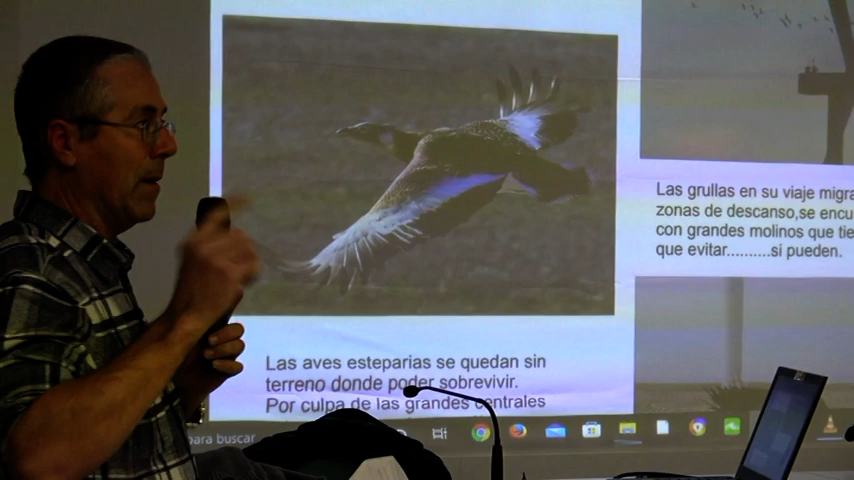 Las aves esteparias se quedan sin
terreno donde poder sobrevivir.
Por culpa de las grandes centrales
Las grullas en su viaje migra
zonas de descanso,se encu
con grandes molinos que tie
que evitar..........si pueden.
para buscar